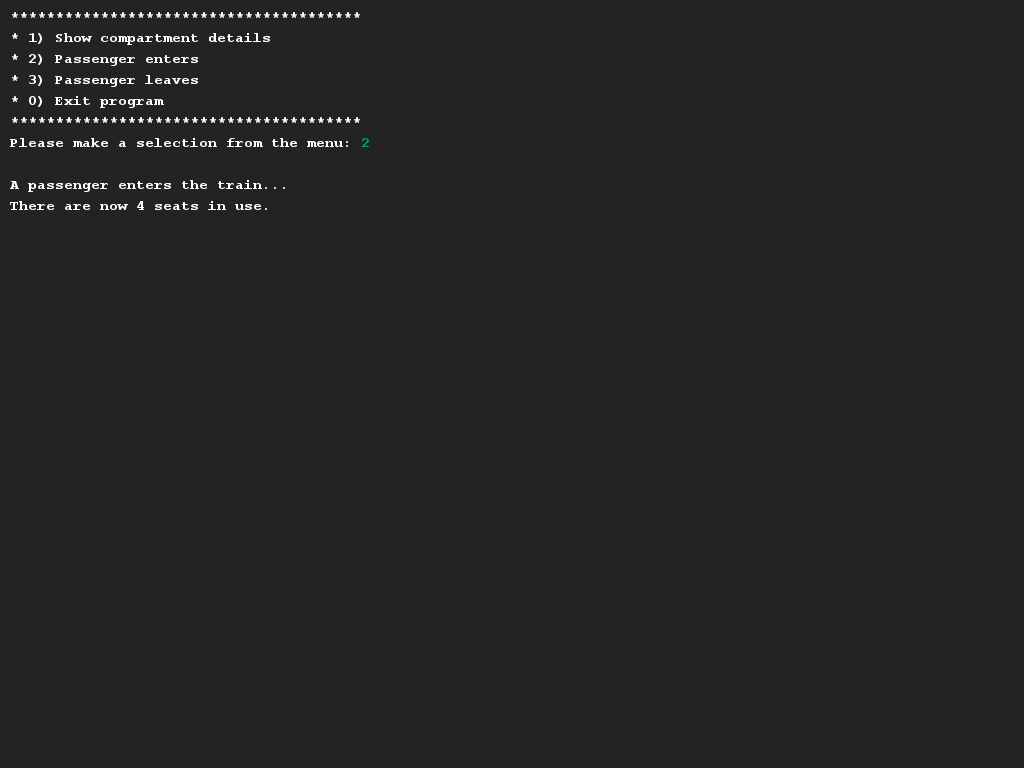 ***************************************
* 1) Show compartment details
* 2) Passenger enters
* 3) Passenger leaves
* 0) Exit program
***************************************
Please make a selection from the menu: 2
A passenger enters the train...
There are now 4 seats in use.